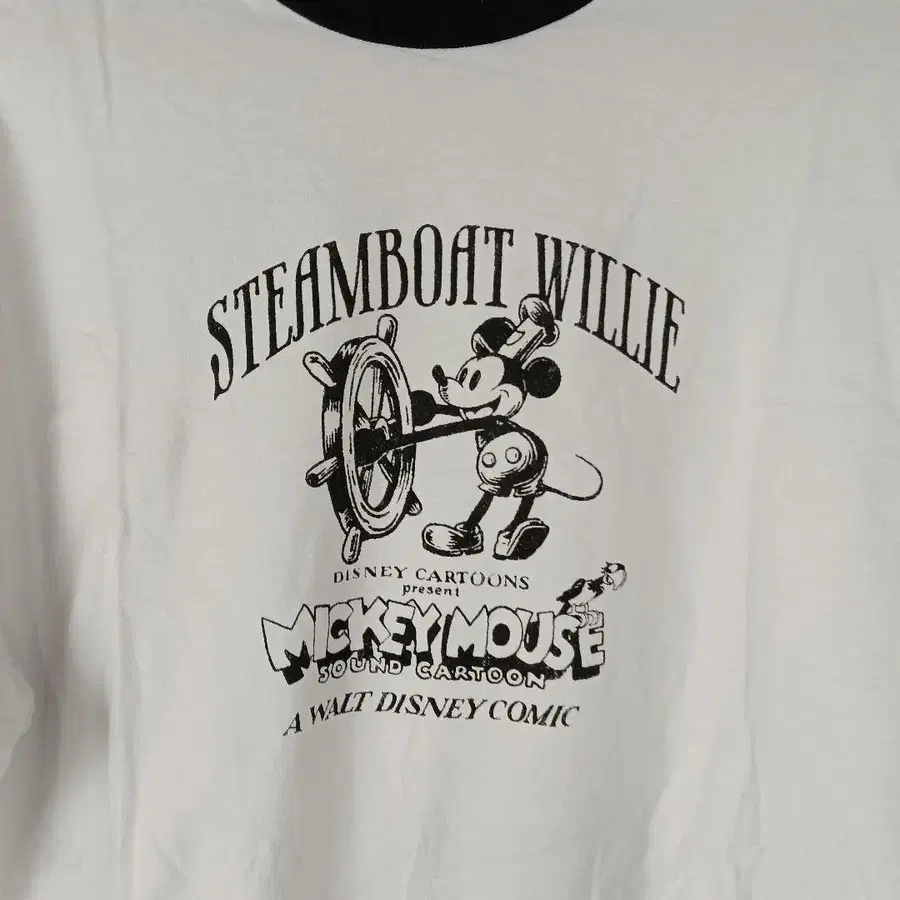 STEAMBOAT WILLIE
DISNEY CARTOONS
present
MICKEY MOUSE
SOUND CARTOON
A WALT DISNEY COMIC